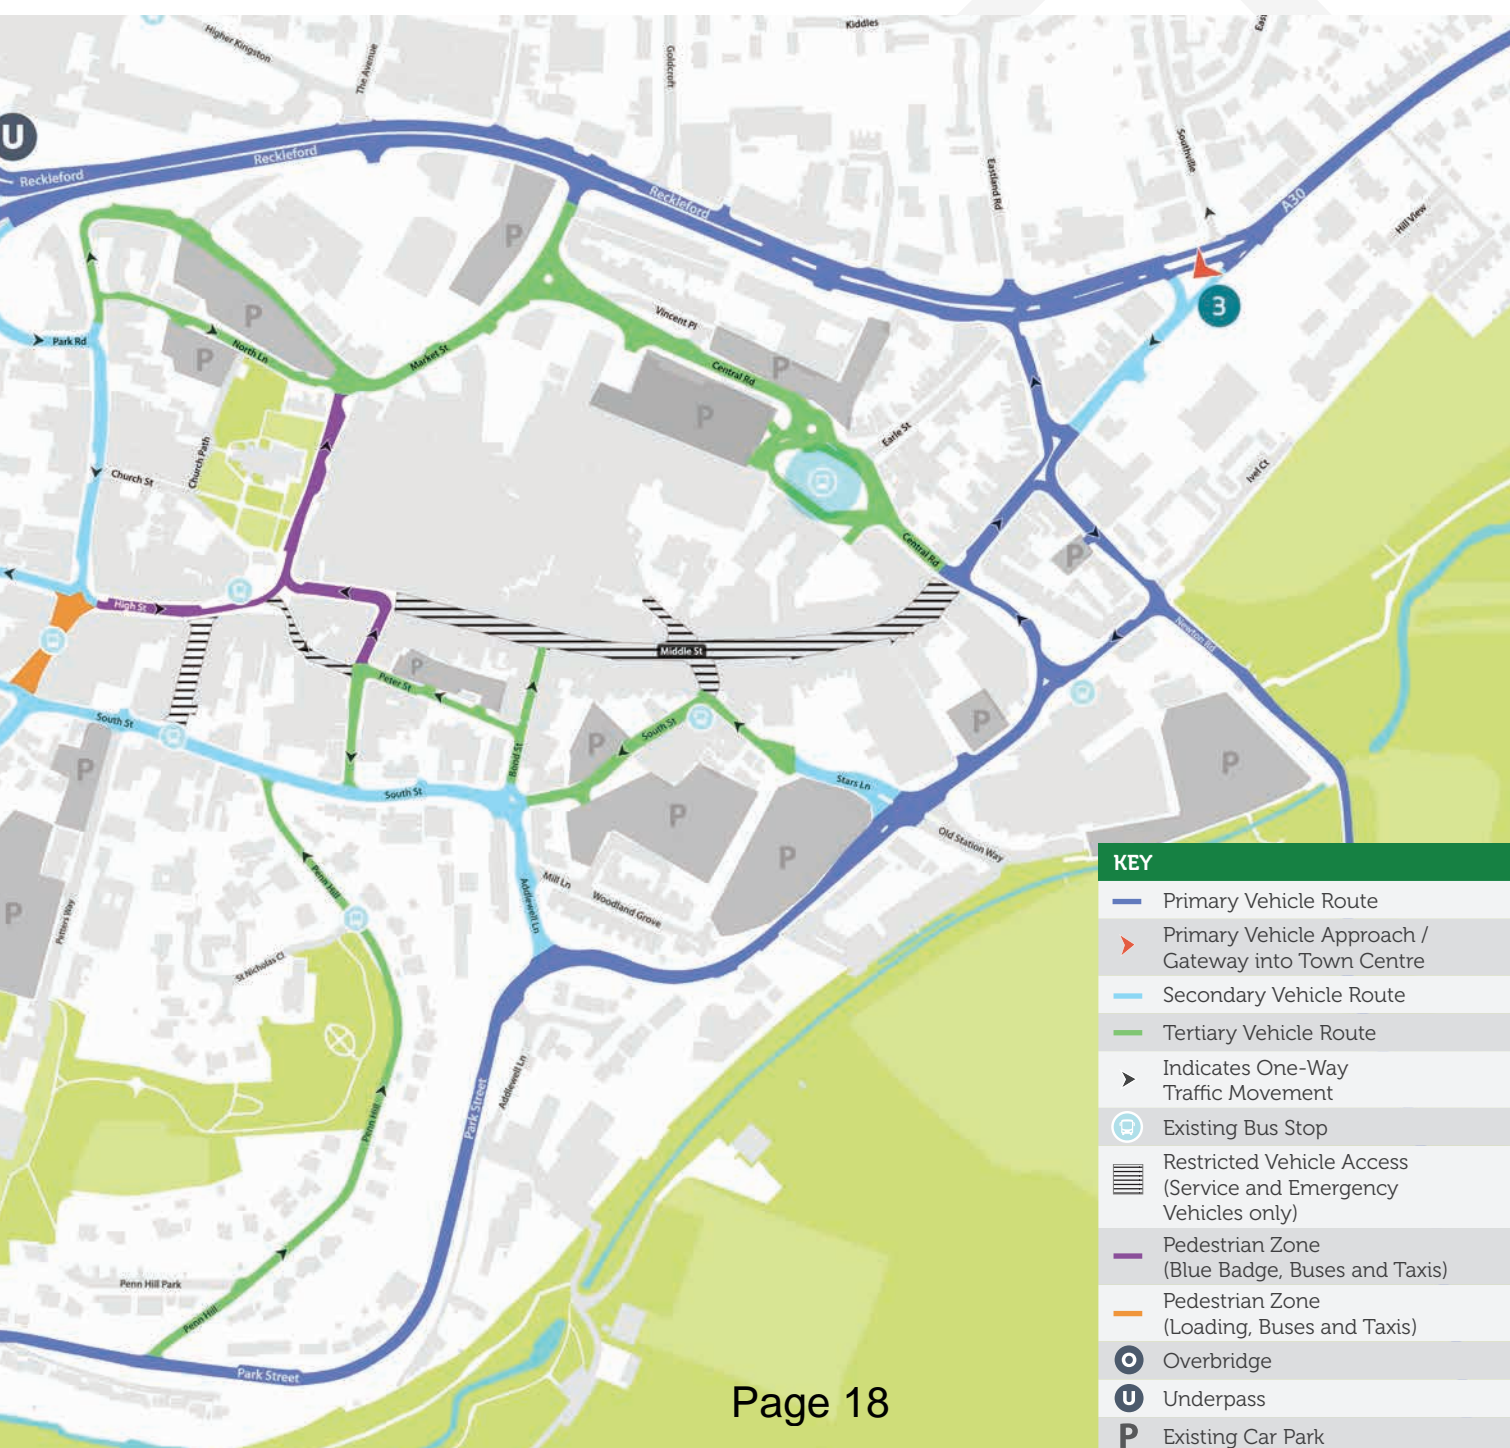 Kiddles
Higher Kingston
The Avenue
Goldcroft
U
Reckleford
Reckleford
Reckleford
Eastland Rd
Southville
A30
Hill View
3
P
Vincent Pl
Park Rd
P
North Ln
P
Market St
Central Rd
P
P
Earle St
Church Path
Church St
Ivel Ct
Central Rd
P
High St
Middle St
Newton Rd
P
Peter St
South St
South St
P
P
P
Bond St
South St
Stars Ln
P
P
P
Old Station Way
Penn Hill
Mill Ln
Woodland Grove
Addlewell Ln
P
Petters Way
St Nicholas Cl
Penn Hill
Park Street
Addlewell Ln
Penn Hill Park
Penn Hill
Park Street
KEY
Primary Vehicle Route
Primary Vehicle Approach /
Gateway into Town Centre
Secondary Vehicle Route
Tertiary Vehicle Route
Indicates One-Way
Traffic Movement
Existing Bus Stop
Restricted Vehicle Access
(Service and Emergency
Vehicles only)
Pedestrian Zone
(Blue Badge, Buses and Taxis)
Pedestrian Zone
(Loading, Buses and Taxis)
O Overbridge
U Underpass
P Existing Car Park
Page 18